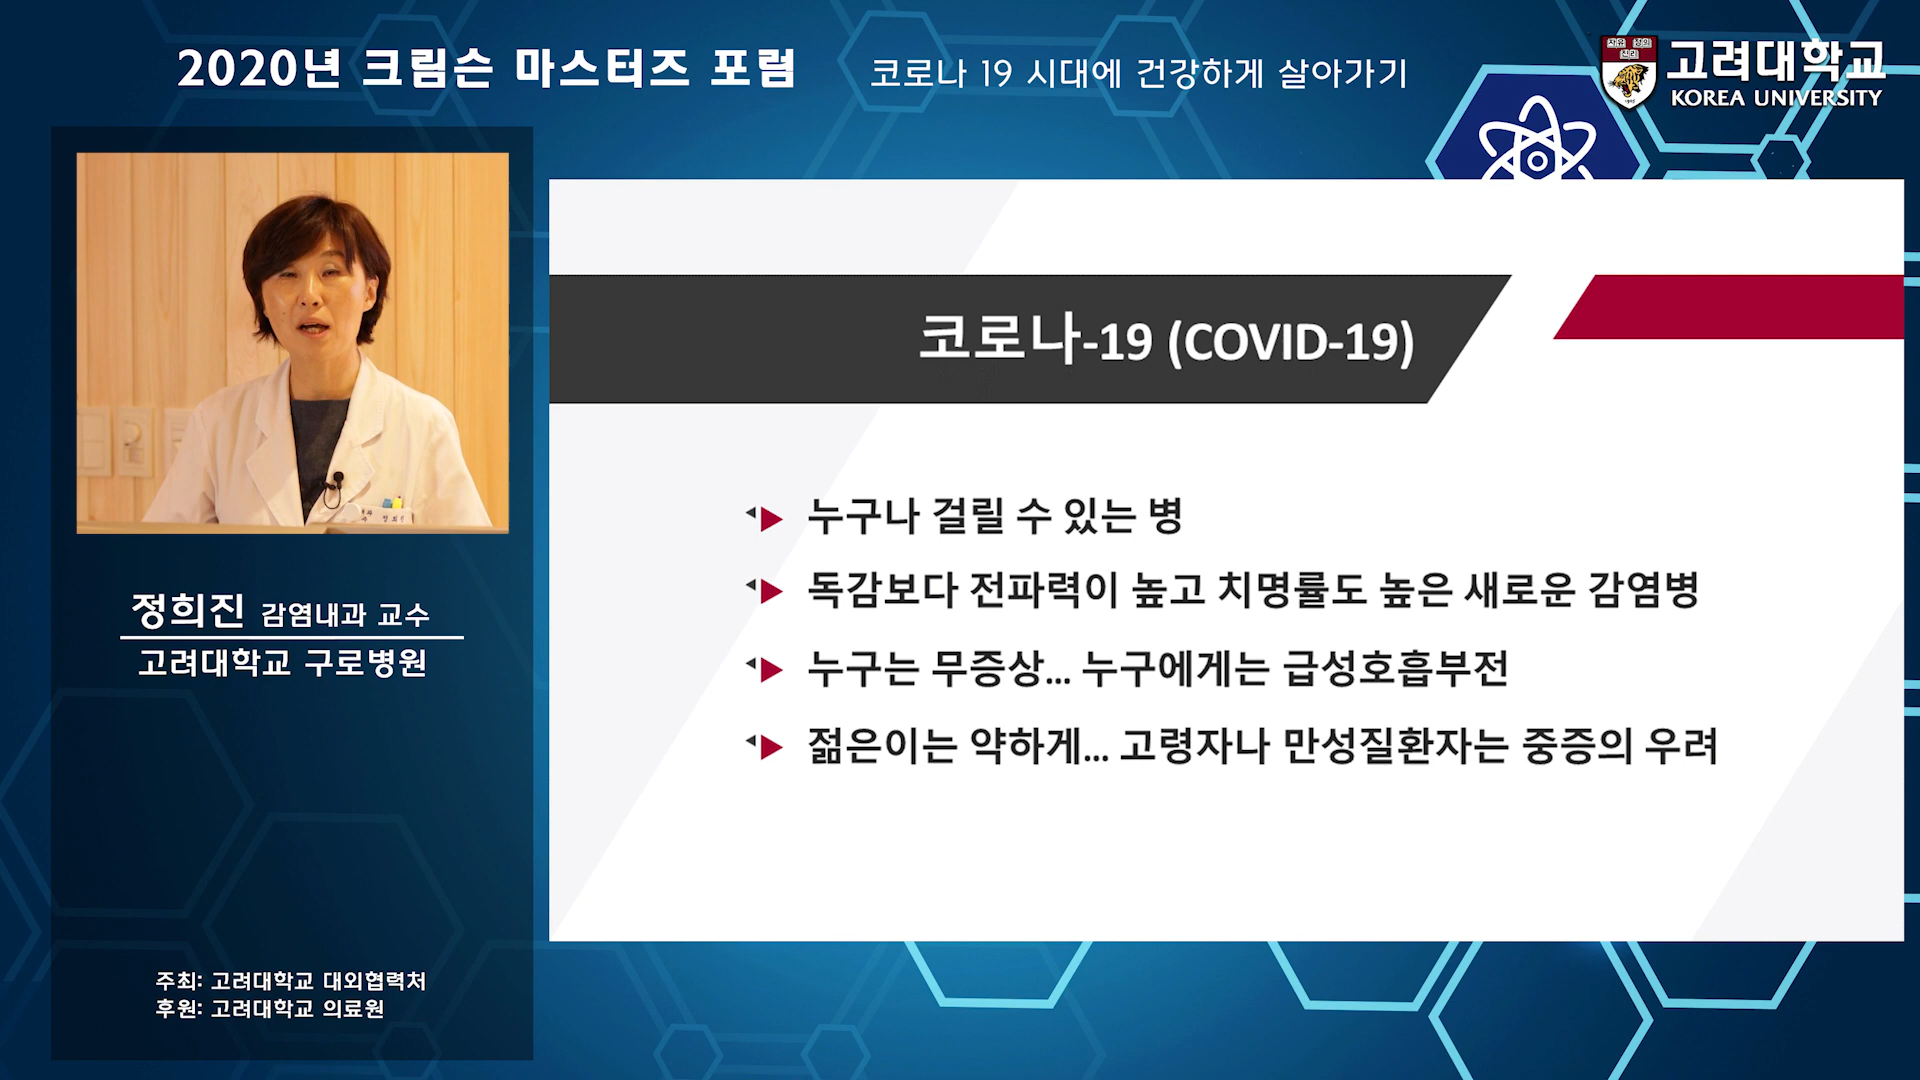 2020년 크림슨 마스터즈 포럼
코로나 19 시대에 건강하게 살아가기
고려대학교
KOREA UNIVERSITY
코로나-19 (COVID-19)
누구나 걸릴 수 있는 병
독감보다 전파력이 높고 치명률도 높은 새로운 감염병
누구는 무증상... 누구에게는 급성호흡부전
젊은이는 약하게... 고령자나 만성질환자는 중증의 우려
정희진 감염내과 교수
고려대학교 구로병원
주최: 고려대학교 대외협력처
후원: 고려대학교 의료원